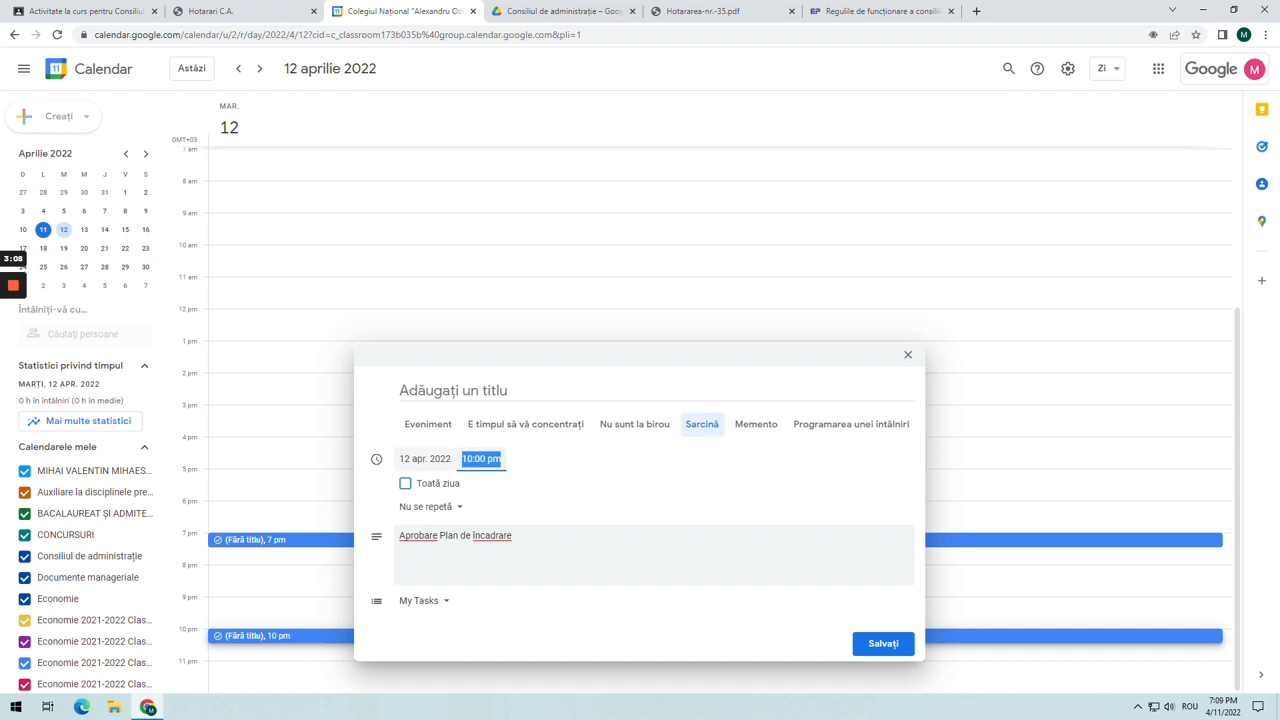 Activitate la curs pentru Consiliul
Hotarari C.A.
Colegiul Național "Alexandru Od
Consiliul de administrație – Goog
Hotararea-nr.-35.pdf
Regulile de funcționare a consilii
calendar.google.com/calendar/u/2/r/day/2022/4/12?cid=c_classroom173b035b%40group.calendar.google.com&pli=1
M
Calendar
Astăzi
12 aprilie 2022
Zi
Google
M
Creați
MAR.
12
GMT+03
Aprilie 2022
D L M M J V S
27 28 29 30 31 1 2
3 4 5 6 7 8 9
10 11 12 13 14 15 16
17 18 19 20 21 22 23
24 25 26 27 28 29 30
2 3 4 5 6 7
3:08
Întâlniți-vă cu...
Căutați persoane
Statistici privind timpul
MARȚI, 12 APR. 2022
0 h în întâlniri (0 h în medie)
Mai multe statistici
Calendarele mele
MIHAI VALENTIN MIHAES...
Auxiliare la disciplinele pre...
BACALAUREAT ȘI ADMITE...
CONCURSURI
Consiliul de administrație
Documente manageriale
Economie
Economie 2021-2022 Clas...
Economie 2021-2022 Clas...
Economie 2021-2022 Clas...
Economie 2021-2022 Clas...
7 am
8 am
9 am
10 am
11 am
12 pm
1 pm
2 pm
3 pm
4 pm
5 pm
6 pm
7 pm
(Fără titlu), 7 pm
8 pm
9 pm
10 pm
(Fără titlu), 10 pm
11 pm
Adăugați un titlu
Eveniment
E timpul să vă concentrați
Nu sunt la birou
Sarcină
Memento
Programarea unei întâlniri
12 apr. 2022
10:00 pm
Toată ziua
Nu se repetă
Aprobare Plan de încadrare
My Tasks
Salvați
ROU
7:09 PM
4/11/2022